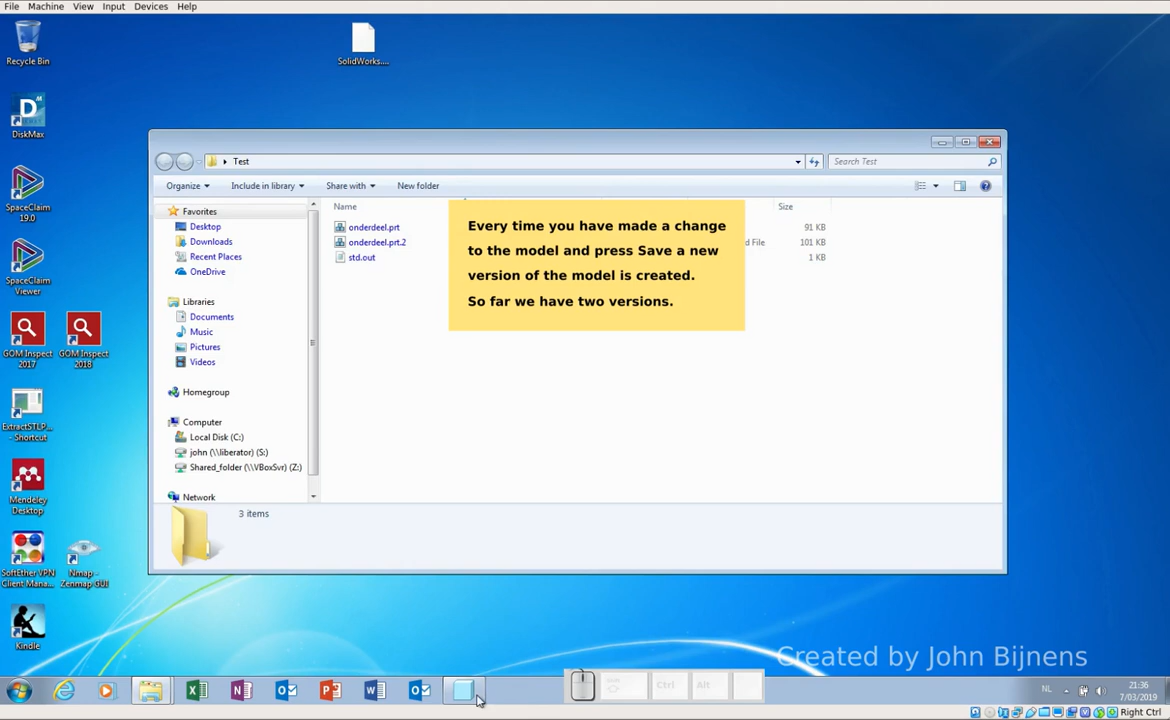 File Machine View Input Devices Help
Recycle Bin
SolidWorks....
DiskMax
SpaceClaim
19.0
SpaceClaim
Viewer
GOM Inspect
2017
GOM Inspect
2018
ExtractSTLP...
- Shortcut
Mendeley
Desktop
SoftEther VPN
Client Mana...
Nmap -
Zenmap GUI
Kindle
Test
Search Test
Organize Include in library Share with New folder
Favorites
Desktop
Downloads
Recent Places
OneDrive
Libraries
Documents
Music
Pictures
Videos
Homegroup
Computer
Local Disk (C:)
john (\\liberator) (S:)
Shared_folder (\\VBoxSvr) (Z:)
Network
Name Size
onderdeel.prt 91 KB
onderdeel.prt.2 d File 101 KB
std.out 1 KB
Every time you have made a change
to the model and press Save a new
version of the model is created.
So far we have two versions.
3 items
Created by John Bijnens
Ctrl Alt
NL
21:36
7/03/2019
Right Ctrl